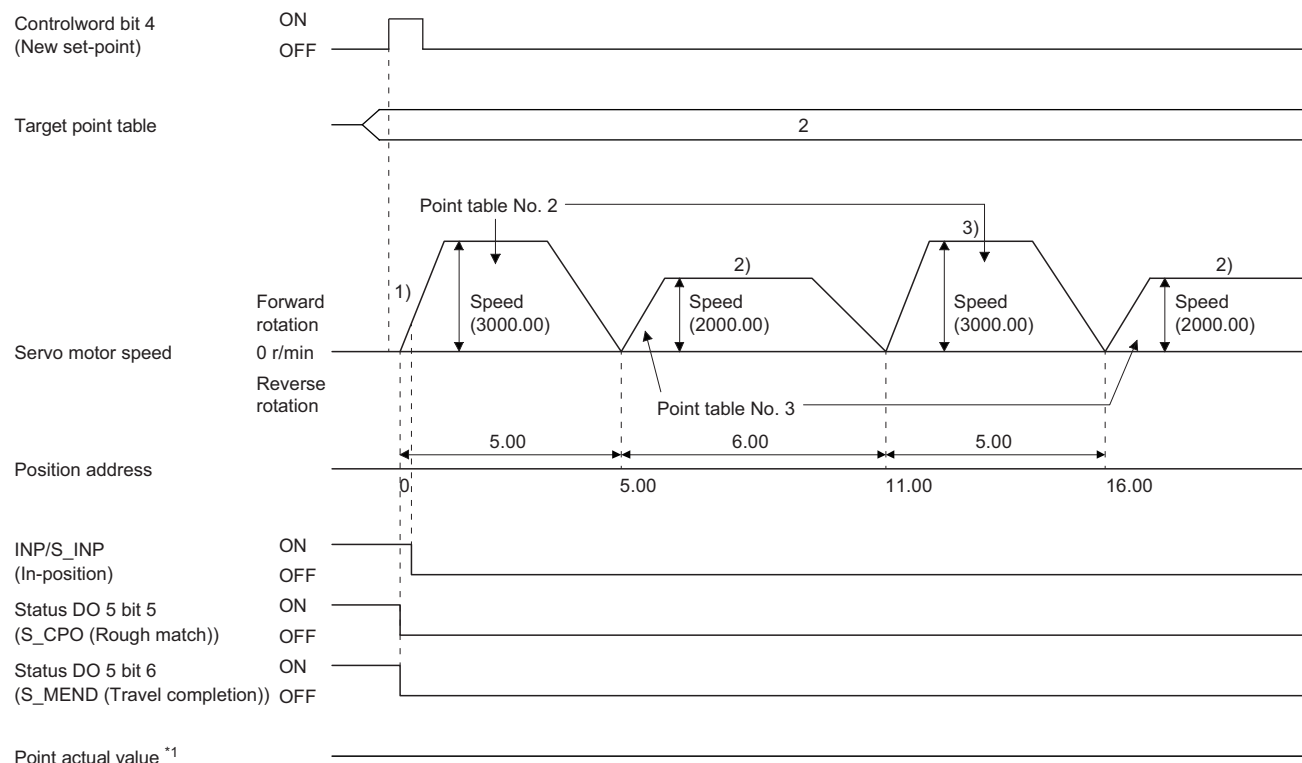 Controlword bit 4
(New set-point)
ON
OFF
Target point table
2
Point table No. 2
3)
2)
2)
1)
Forward
rotation
Speed
(3000.00)
Speed
(2000.00)
Speed
(3000.00)
Speed
(2000.00)
Servo motor speed
0 r/min
Reverse
rotation
Point table No. 3
5.00
6.00
5.00
Position address
0
5.00
11.00
16.00
INP/S_INP
(In-position)
ON
OFF
Status DO 5 bit 5
(S_CPO (Rough match))
ON
OFF
Status DO 5 bit 6
(S_MEND (Travel completion))
ON
OFF
Point actual value *1